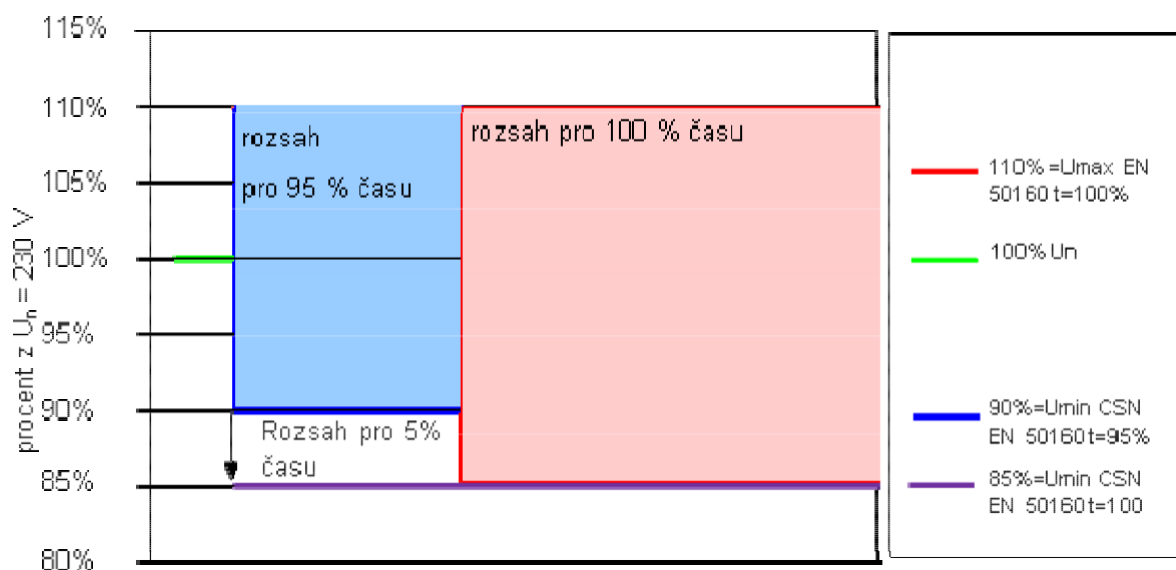 115%
110%
105%
100%
95%
90%
85%
80%
procent z Un = 230 V
rozsah
pro 95 % času
rozsah pro 100 % času
Rozsah pro 5%
času
110%=Umax EN
50160 t=100%
100% Un
90%=Umin CSN
EN 50160 t=95%
85%=Umin CSN
EN 50160 t=100